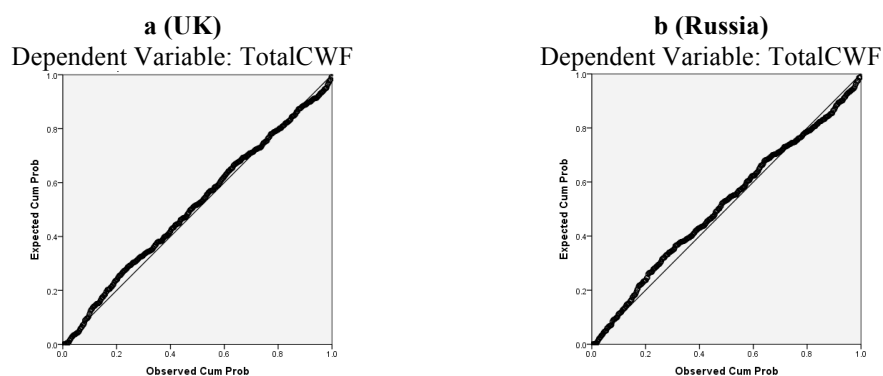 a (UK)
Dependent Variable: TotalCWF
1.0
0.8
0.6
0.4
0.2
0.0
Expected Cum Prob
0.0 0.2 0.4 0.6 0.8 1.0
Observed Cum Prob
b (Russia)
Dependent Variable: TotalCWF
1.0
0.8
0.6
0.4
0.2
0.0
Expected Cum Prob
0.0 0.2 0.4 0.6 0.8 1.0
Observed Cum Prob